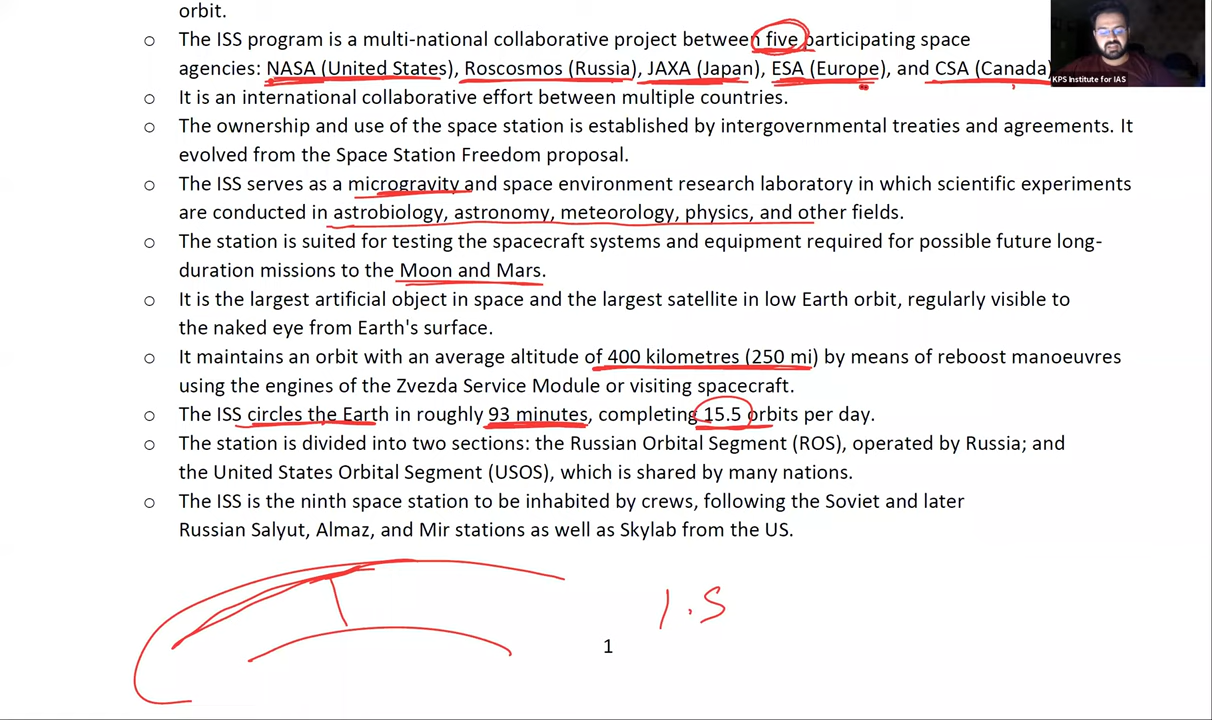 orbit.
o The ISS program is a multi-national collaborative project between five participating space
agencies: NASA (United States), Roscosmos (Russia), JAXA (Japan), ESA (Europe), and CSA (Canada)
KPS Institute for IAS
o It is an international collaborative effort between multiple countries.
o The ownership and use of the space station is established by intergovernmental treaties and agreements. It
evolved from the Space Station Freedom proposal.
o The ISS serves as a microgravity and space environment research laboratory in which scientific experiments
are conducted in astrobiology, astronomy, meteorology, physics, and other fields.
o The station is suited for testing the spacecraft systems and equipment required for possible future long-
duration missions to the Moon and Mars.
o It is the largest artificial object in space and the largest satellite in low Earth orbit, regularly visible to
the naked eye from Earth's surface.
o It maintains an orbit with an average altitude of 400 kilometres (250 mi) by means of reboost manoeuvres
using the engines of the Zvezda Service Module or visiting spacecraft.
o The ISS circles the Earth in roughly 93 minutes, completing 15.5 orbits per day.
o The station is divided into two sections: the Russian Orbital Segment (ROS), operated by Russia; and
the United States Orbital Segment (USOS), which is shared by many nations.
o The ISS is the ninth space station to be inhabited by crews, following the Soviet and later
Russian Salyut, Almaz, and Mir stations as well as Skylab from the US.
1.5
1